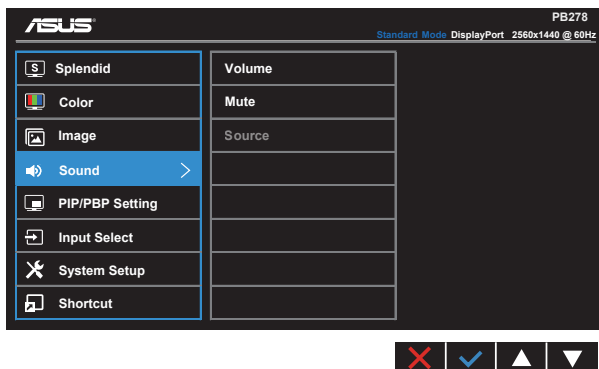 ASUS
PB278
Standard Mode DisplayPort 2560x1440 @ 60Hz
S Splendid
Color
Image
Sound
PIP/PBP Setting
Input Select
System Setup
Shortcut
Volume
Mute
Source